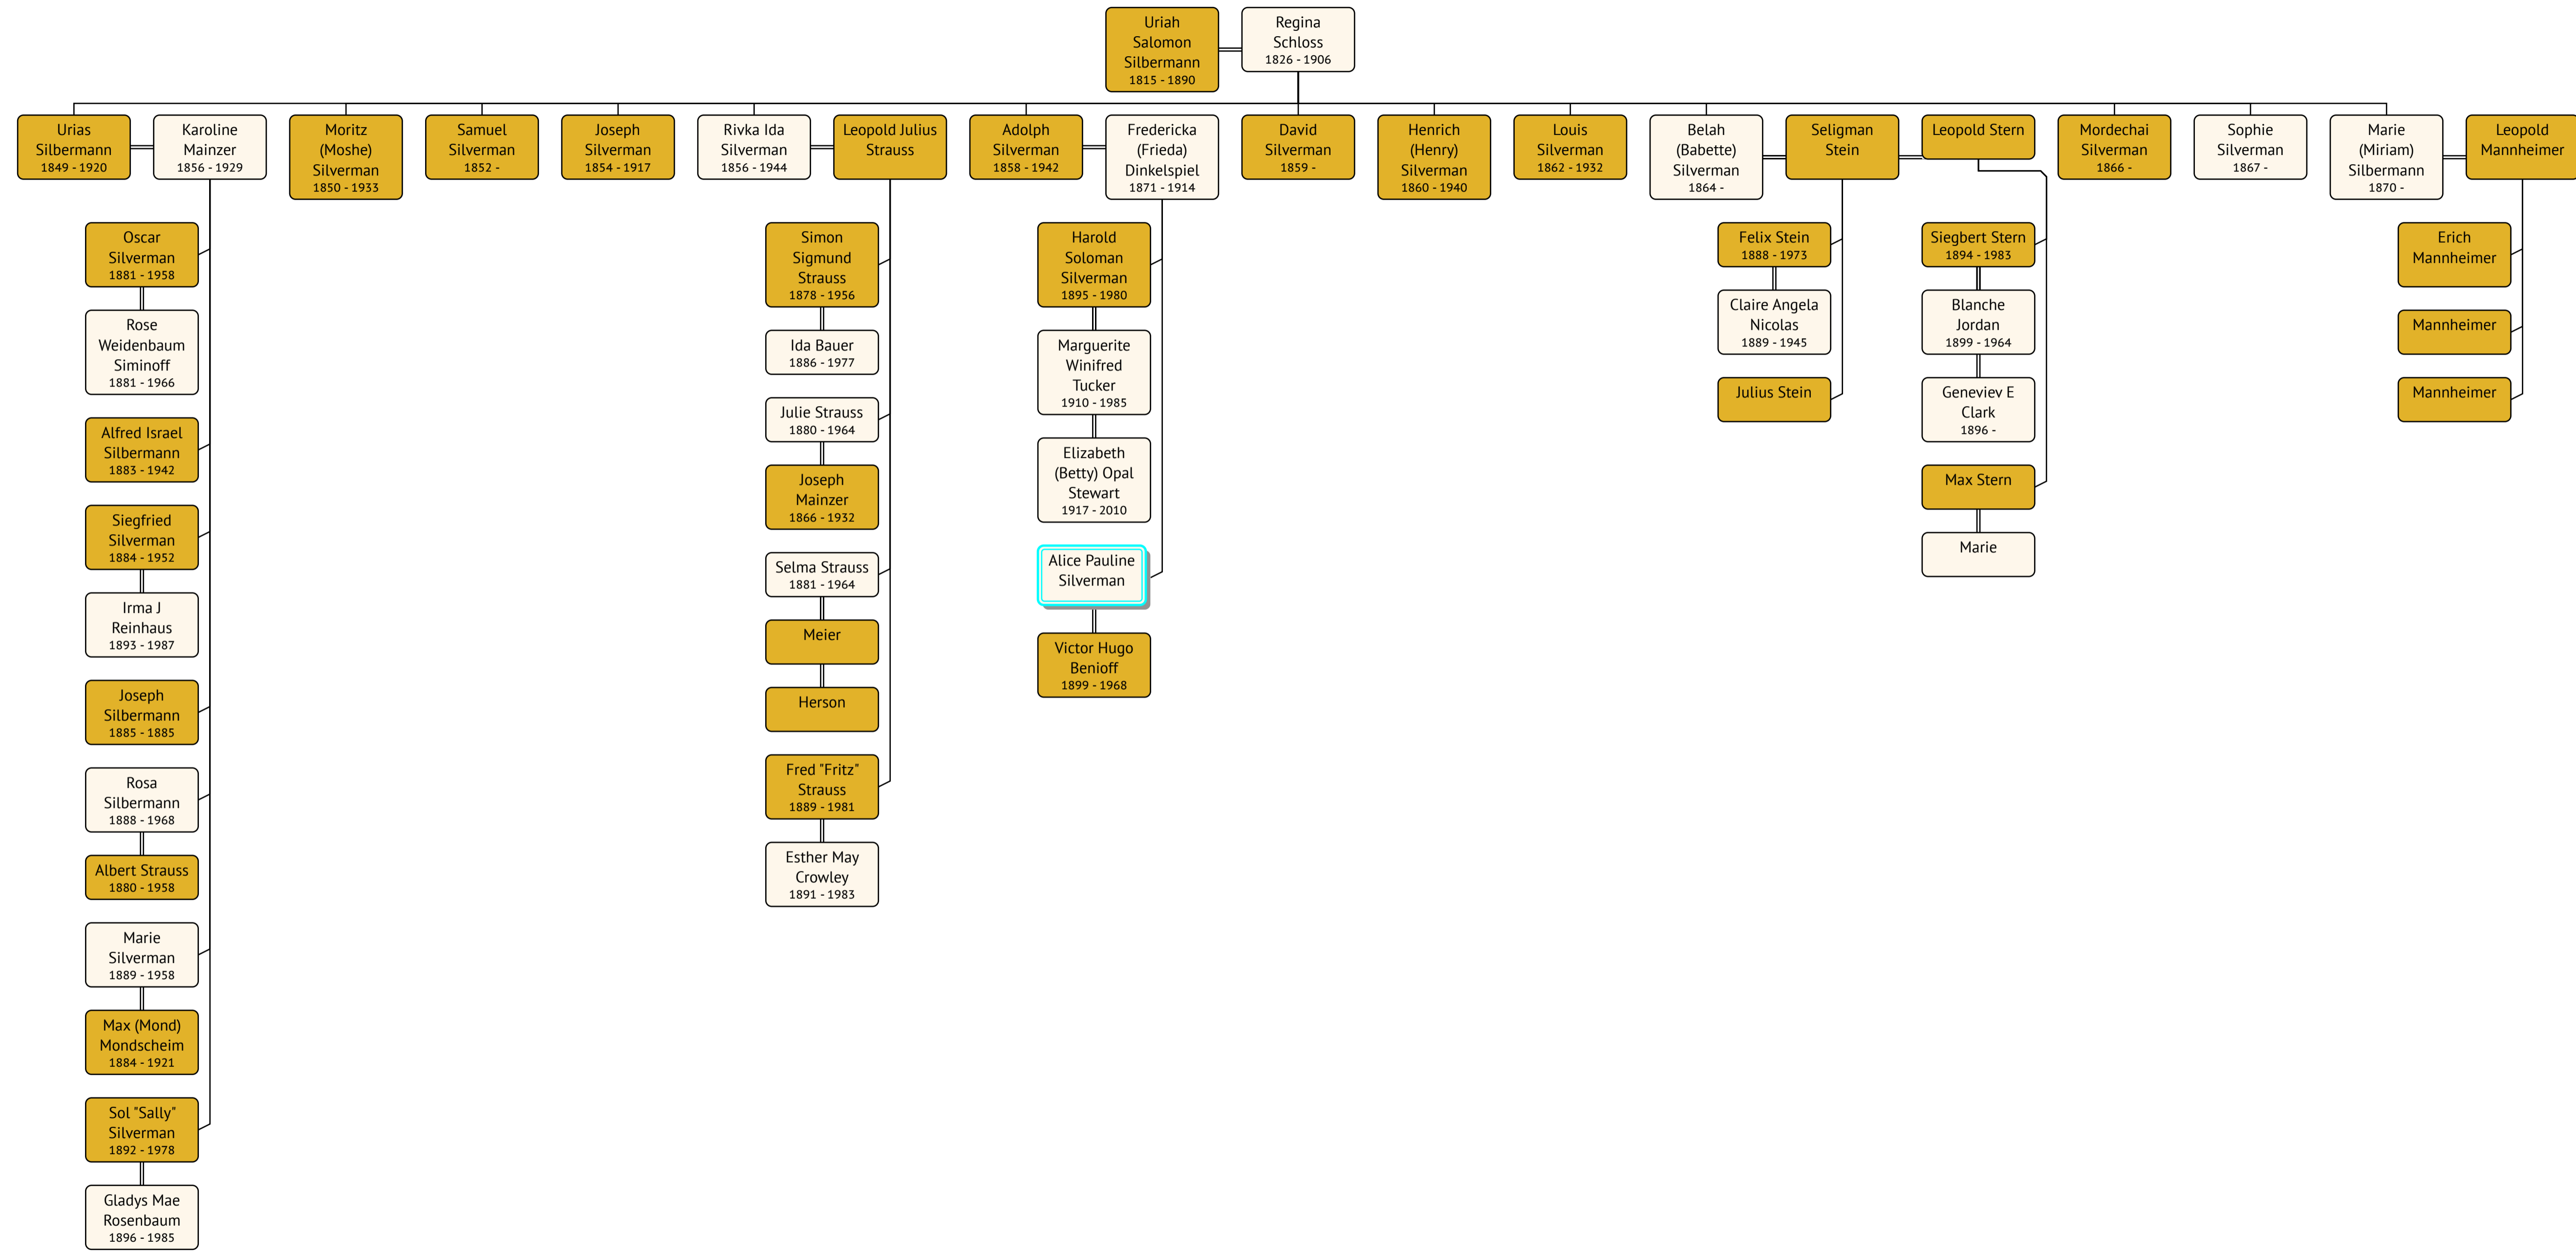 Uriah
Salomon
Silbermann
1815 - 1890
Regina
Schloss
1826 - 1906
Urias
Silbermann
1849 - 1920
Karoline
Mainzer
1856 - 1929
Moritz
(Moshe)
Silverman
1850 - 1933
Samuel
Silverman
1852 -
Joseph
Silverman
1854 - 1917
Rivka Ida
Silverman
1856 - 1944
Leopold Julius
Strauss
Adolph
Silverman
1858 - 1942
Fredericka
(Frieda)
Dinkelspiel
1871 - 1914
David
Silverman
1859 -
Henrich
(Henry)
Silverman
1860 - 1940
Louis
Silverman
1862 - 1932
Belah
(Babette)
Silverman
1864 -
Seligman
Stein
Leopold Stern
Mordechai
Silverman
1866 -
Sophie
Silverman
1867 -
Marie
(Miriam)
Silbermann
1870 -
Leopold
Mannheimer
Oscar
Silverman
1881 - 1958
Rose
Weidenbaum
Siminoff
1881 - 1966
Alfred Israel
Silbermann
1883 - 1942
Siegfried
Silverman
1884 - 1952
Irma J
Reinhaus
1893 - 1987
Joseph
Silbermann
1885 - 1885
Rosa
Silbermann
1888 - 1968
Albert Strauss
1880 - 1958
Marie
Silverman
1889 - 1958
Max (Mond)
Mondscheim
1884 - 1921
Sol "Sally"
Silverman
1892 - 1978
Gladys Mae
Rosenbaum
1896 - 1985
Simon
Sigmund
Strauss
1878 - 1956
Ida Bauer
1886 - 1977
Julie Strauss
1880 - 1964
Joseph
Mainzer
1866 - 1932
Selma Strauss
1881 - 1964
Meier
Herson
Fred "Fritz"
Strauss
1889 - 1981
Esther May
Crowley
1891 - 1983
Harold
Soloman
Silverman
1895 - 1980
Marguerite
Winifred
Tucker
1910 - 1985
Elizabeth
(Betty) Opal
Stewart
1917 - 2010
Alice Pauline
Silverman
Victor Hugo
Benioff
1899 - 1968
Felix Stein
1888 - 1973
Claire Angela
Nicolas
1889 - 1945
Julius Stein
Siegbert Stern
1894 - 1983
Blanche
Jordan
1899 - 1964
Geneviev E
Clark
1896 -
Max Stern
Marie
Erich
Mannheimer
Mannheimer
Mannheimer